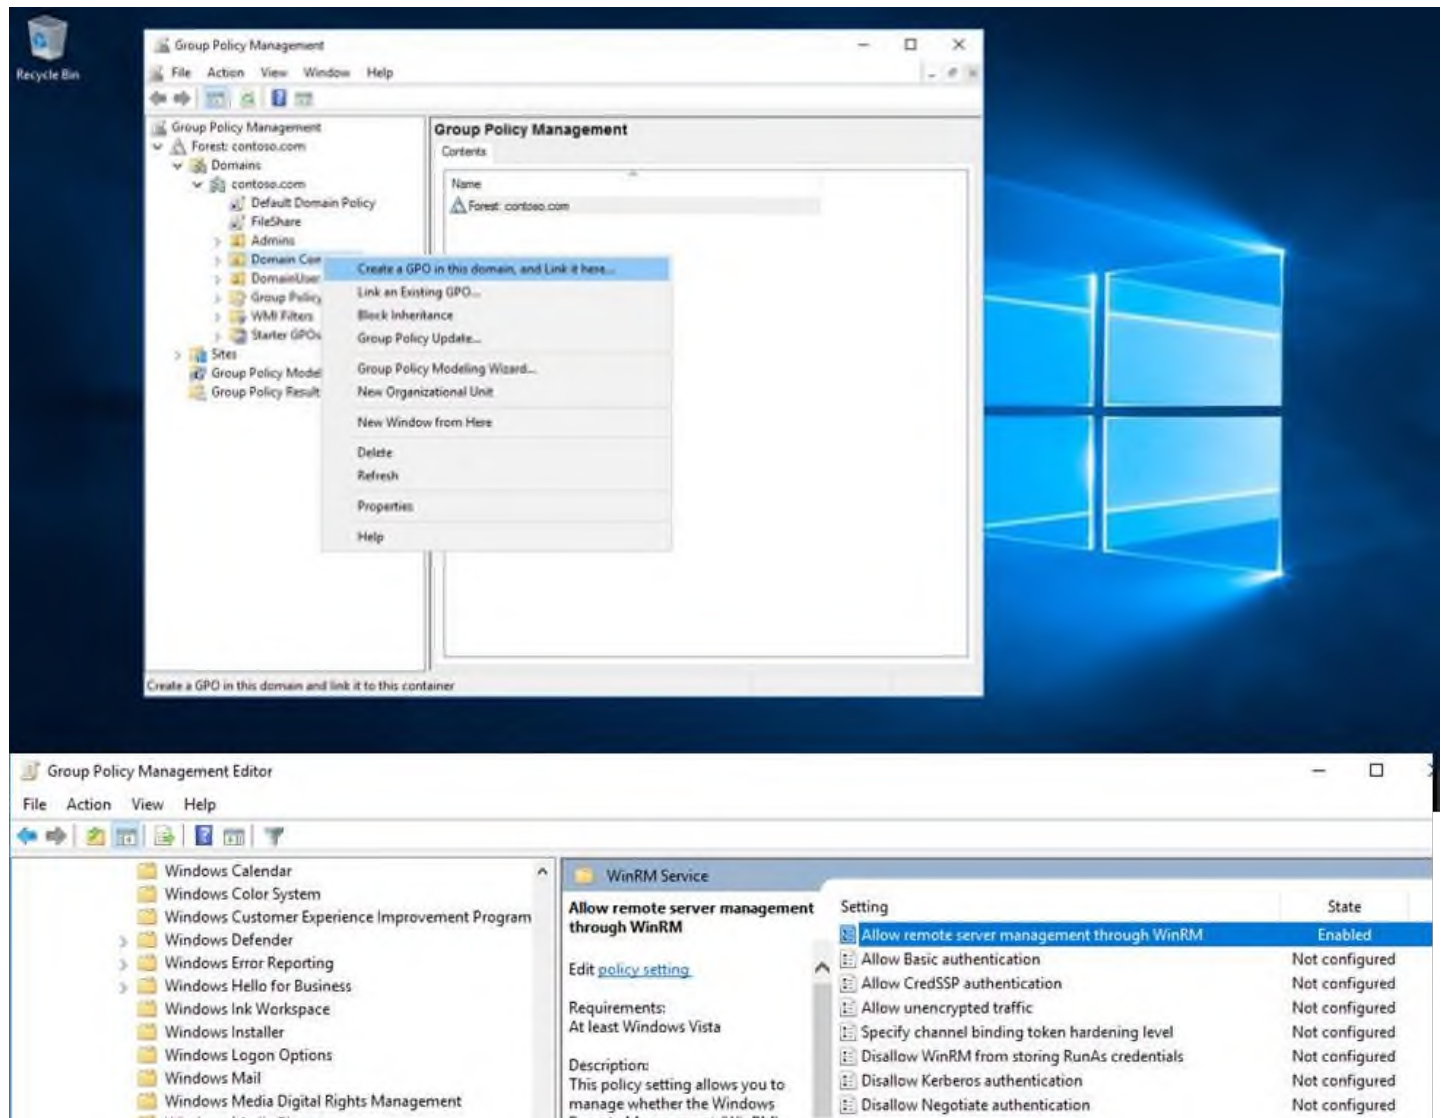 Recycle Bin
Group Policy Management
File Action View Window Help
Group Policy Management
Forest: contoso.com
Domains
contoso.com
Default Domain Policy
FileShare
Admins
Domain Con
DomainUser
Group Policy
WMI Filters
Starter GPOs
Sites
Group Policy Model
Group Policy Result
Group Policy Management
Contents
Name
Forest: contoso.com
Create a GPO in this domain, and Link it here...
Link an Existing GPO...
Block Inheritance
Group Policy Update...
Group Policy Modeling Wizard...
New Organizational Unit
New Window from Here
Delete
Refresh
Properties
Help
Create a GPO in this domain and link it to this container
Group Policy Management Editor
File Action View Help
Windows Calendar
Windows Color System
Windows Customer Experience Improvement Program
Windows Defender
Windows Error Reporting
Windows Hello for Business
Windows Ink Workspace
Windows Installer
Windows Logon Options
Windows Mail
Windows Media Digital Rights Management
WinRM Service
Allow remote server management
through WinRM
Edit policy setting
Requirements:
At least Windows Vista
Description:
This policy setting allows you to
manage whether the Windows
Setting State
Allow remote server management through WinRM Enabled
Allow Basic authentication Not configured
Allow CredSSP authentication Not configured
Allow unencrypted traffic Not configured
Specify channel binding token hardening level Not configured
Disallow WinRM from storing RunAs credentials Not configured
Disallow Kerberos authentication Not configured
Disallow Negotiate authentication Not configured